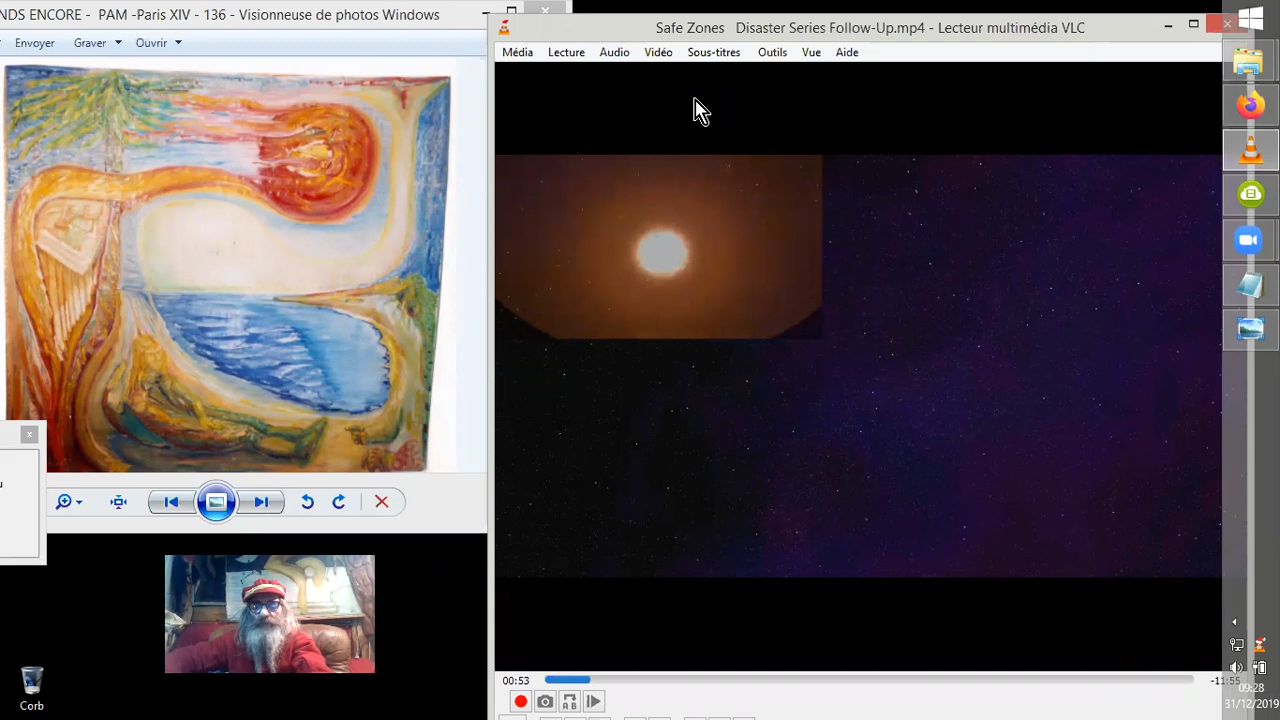 NDS ENCORE - PAM -Paris XIV - 136 - Visionneuse de photos Windows
Envoyer Graver Ouvrir
Safe Zones Disaster Series Follow-Up.mp4 - Lecteur multimédia VLC
Média Lecture Audio Vidéo Sous-titres Outils Vue Aide
00:53
-11:55
A B
Corb
09:28
31/12/2019